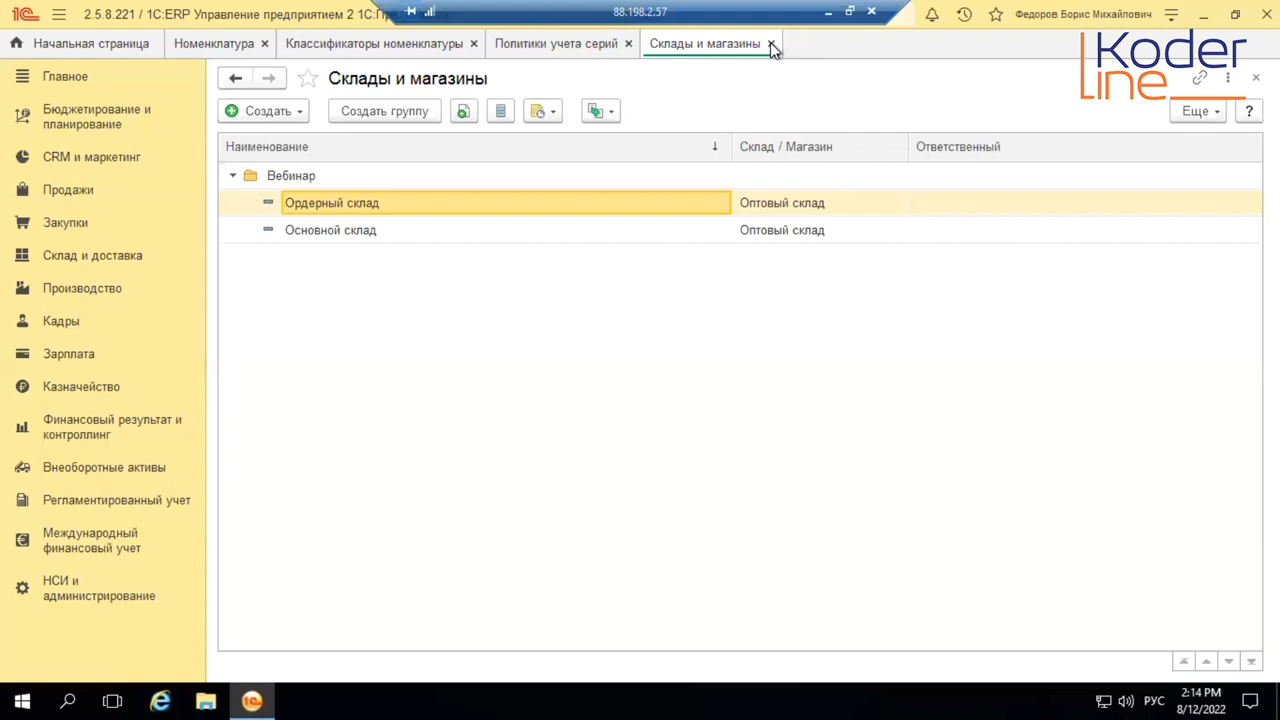 2.5.8.221 / 1С:ERP Управление предприятием 2 1С:Пр
88.198.2.57
Федоров Борис Михайлович
Начальная страница
Номенклатура
Классификаторы номенклатуры
Политики учета серий
Склады и магазины
Koder
line
Главное
Бюджетирование и
планирование
CRM и маркетинг
Продажи
Закупки
Склад и доставка
Производство
Кадры
Зарплата
Казначейство
Финансовый результат и
контроллинг
Внеоборотные активы
Регламентированный учет
Международный
финансовый учет
НСИ и
администрирование
Склады и магазины
Создать
Создать группу
Еще
?
Наименование
Склад / Магазин
Ответственный
Вебинар
Ордерный склад
Оптовый склад
Основной склад
Оптовый склад
РУС
2:14 PM
8/12/2022